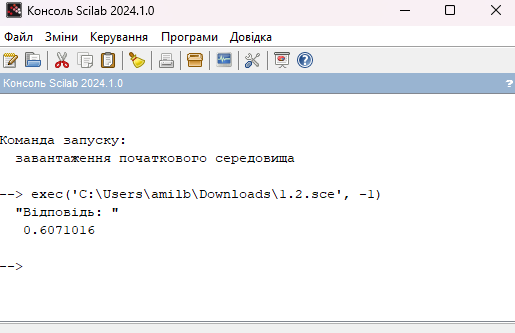 Консоль Scilab 2024.1.0
Файл Зміни Керування Програми Довідка
Консоль Scilab 2024.1.0 ?
Команда запуску:
завантаження початкового середовища
--> exec('C:\Users\amilb\Downloads\1.2.sce', -1)
"Відповідь: "
0.6071016
-->